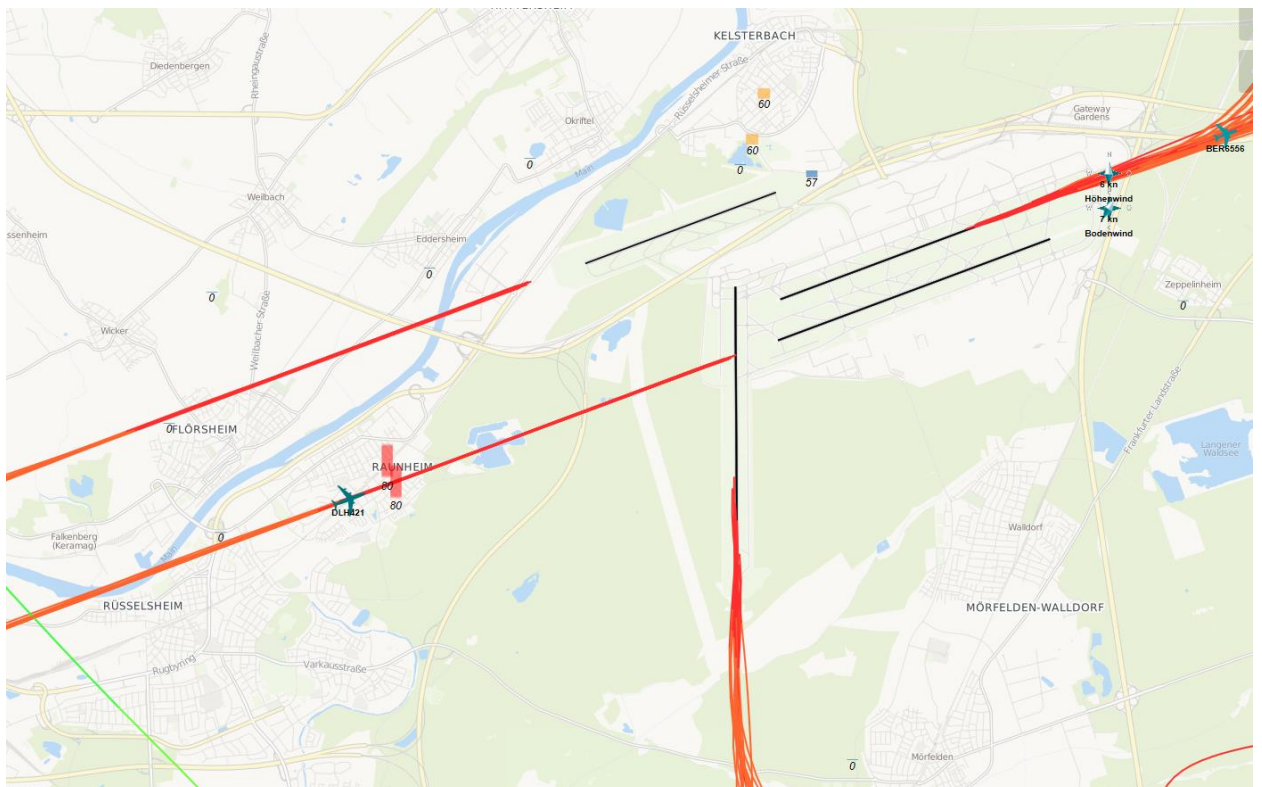 KELSTERBACH
Diedenbergen
Rheingaustraße
Rüsselsheimer Straße
60
Gateway
Gardens
Okriftel
BER6556
60
0
Main
0
57
6 kn
Höhenwind
7 kn
Bodenwind
Weilbach
Eddersheim
0
Zeppelinheim
0
0
Wicker
Weilbacher Straße
Frankfurter-Landstraße
0
FLÖRSHEIM
Langener
Waldsee
RAUNHEIM
80
80
DLH421
Walldorf
Falkenberg
(Keramag)
0
Main
RÜSSELSHEIM
MÖRFELDEN-WALLDORF
Rugbyring
Varkausstraße
Mörfelden
0